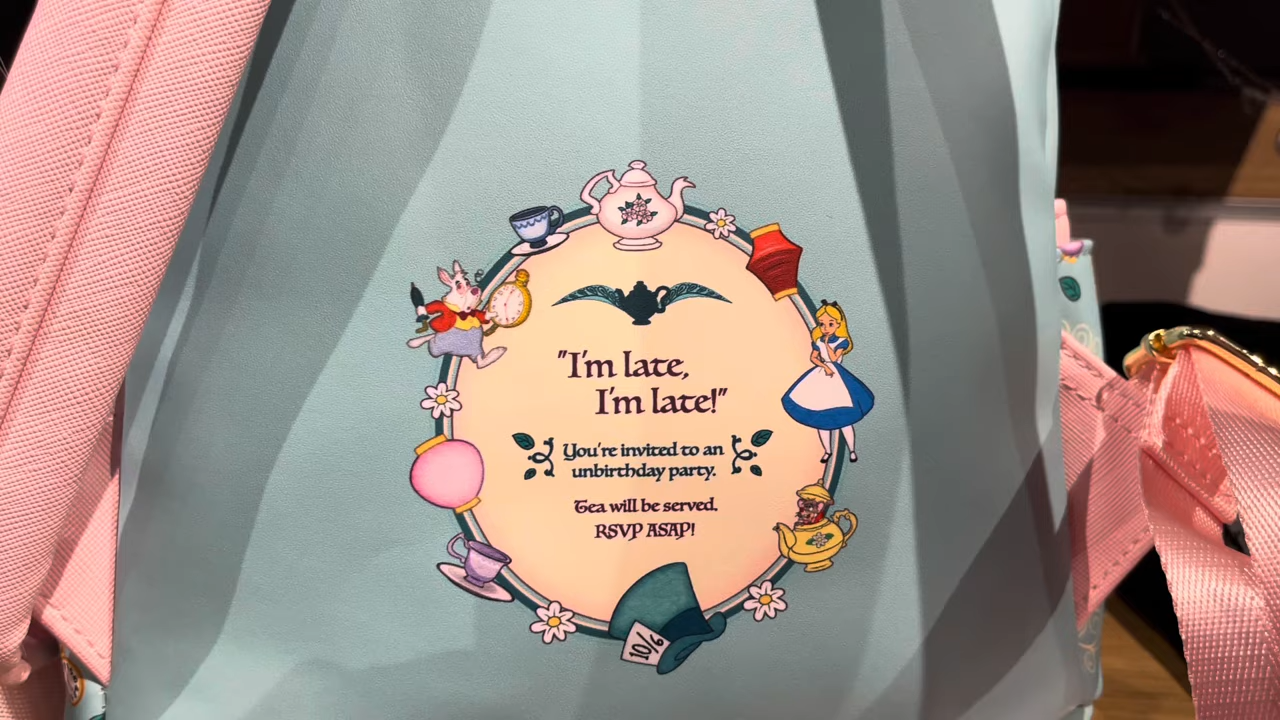 "I'm late,
I'm late!"
You're invited to an
unbirthday party.
Tea will be served.
RSVP ASAP!
10/6